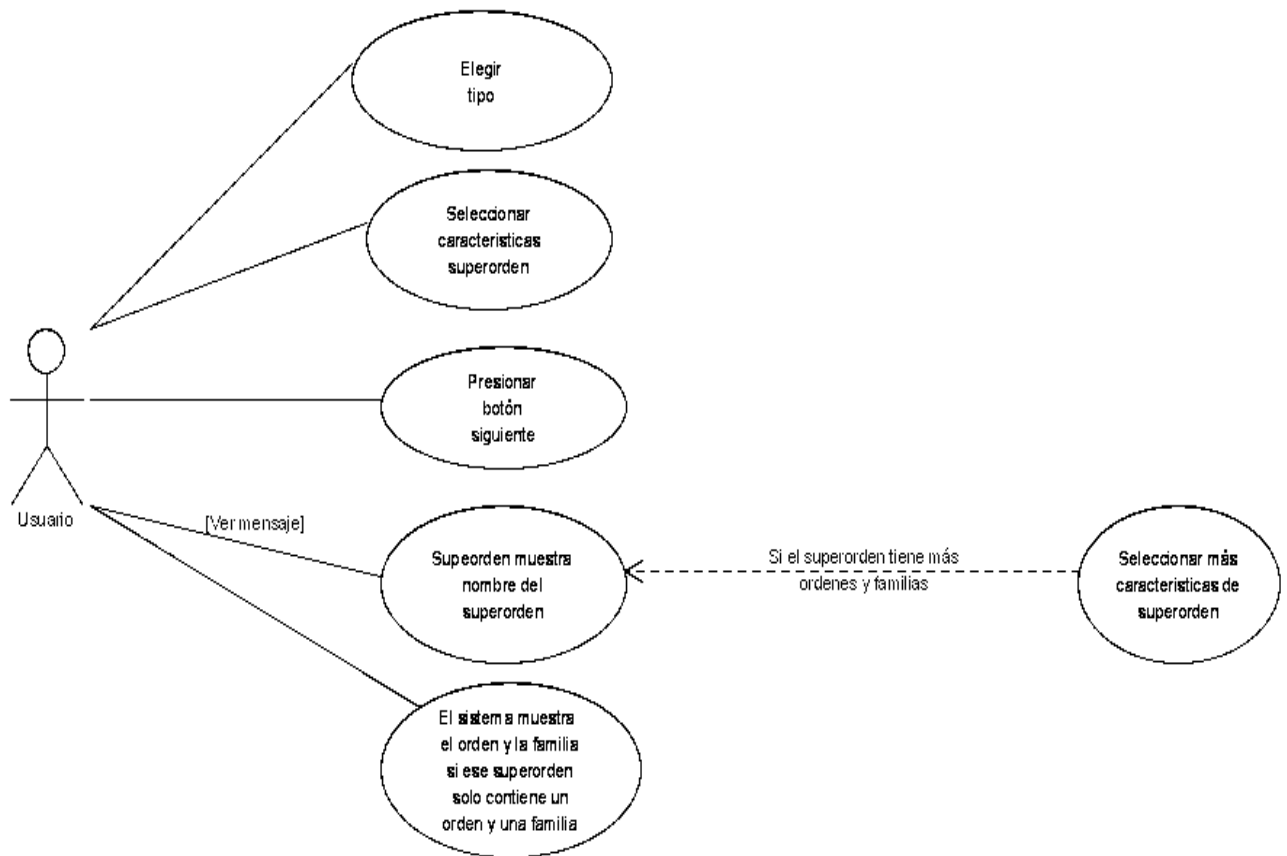 Elegir
tipo
Seleccionar
caracteristicas
superorden
Presionar
botón
siguiente
Usuario
[Ver mensaje]
Supeorden muestra
nombre del
superorden
Si el superorden tiene más
ordenes y familias
Seleccionar más
caracteristicas de
superorden
El sistema muestra
el orden y la familia
si ese superorden
solo contiene un
orden y una familia